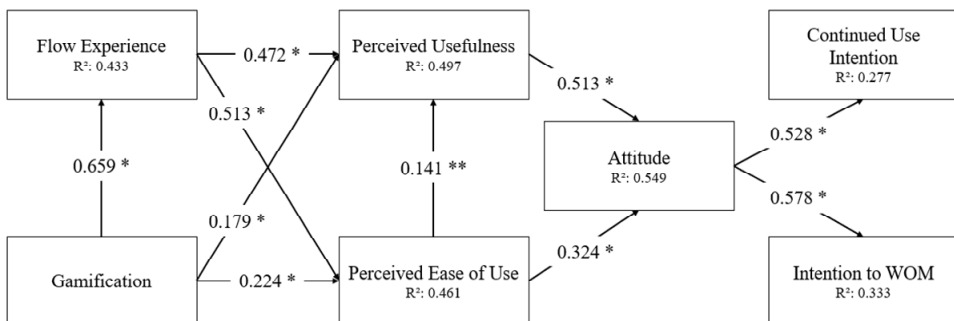 Flow Experience
R²: 0.433
0.472 *
Perceived Usefulness
R²: 0.497
Continued Use
Intention
R²: 0.277
0.513 *
0.513 *
0.528 *
0.659 *
0.141 **
Attitude
R²: 0.549
0.578 *
0.179 *
0.324 *
Gamification
0.224 *
Perceived Ease of Use
R²: 0.461
Intention to WOM
R²: 0.333